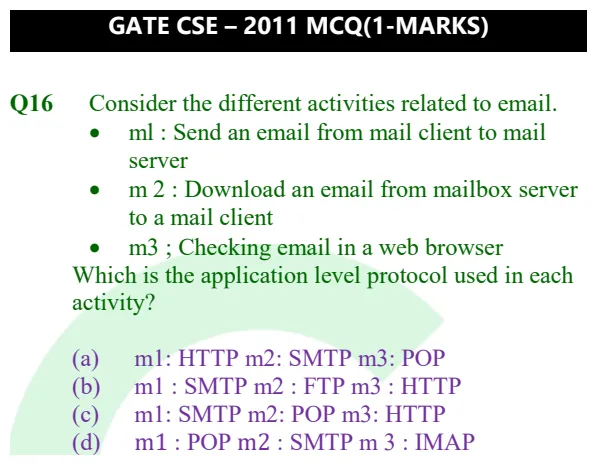 GATE CSE – 2011 MCQ(1-MARKS)
Q16 Consider the different activities related to email.
• ml : Send an email from mail client to mail
server
• m 2 : Download an email from mailbox server
to a mail client
• m3 ; Checking email in a web browser
Which is the application level protocol used in each
activity?
(a) m1: HTTP m2: SMTP m3: POP
(b) m1 : SMTP m2 : FTP m3 : HTTP
(c) m1: SMTP m2: POP m3: HTTP
(d) m1 : POP m2 : SMTP m 3 : IMAP